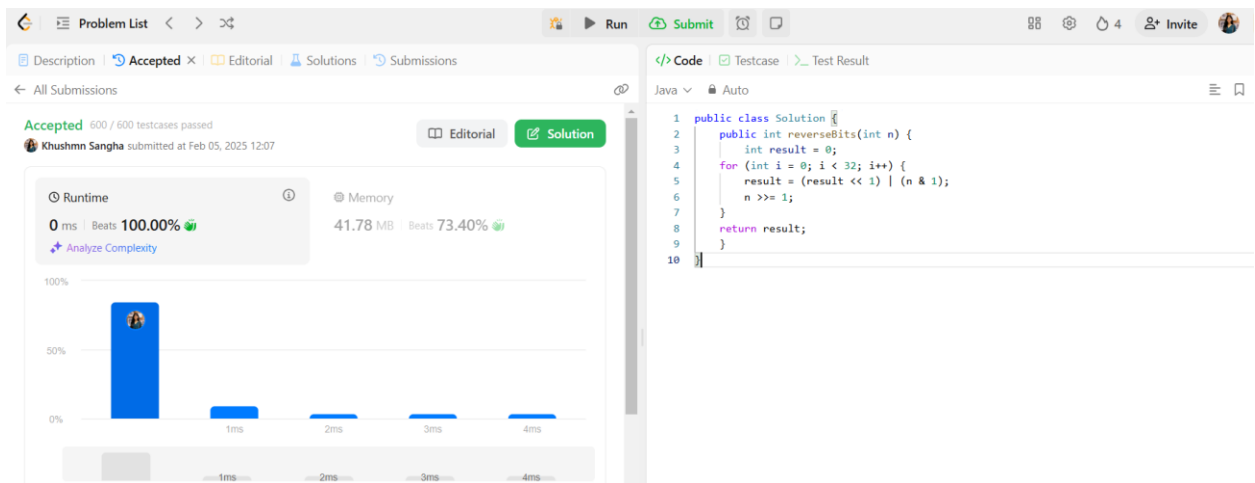 Problem List
Run
Submit
4
Invite
Description
Accepted
Editorial
Solutions
Submissions
All Submissions
Accepted 600 / 600 testcases passed
Khushmn Sangha submitted at Feb 05, 2025 12:07
Editorial
Solution
Runtime
0 ms Beats 100.00%
Analyze Complexity
Memory
41.78 MB Beats 73.40%
100%
50%
0%
1ms 2ms 3ms 4ms
1ms 2ms 3ms 4ms
</> Code
Testcase
>_ Test Result
Java
Auto
1 public class Solution {
2 public int reverseBits(int n) {
3 int result = 0;
4 for (int i = 0; i < 32; i++) {
5 result = (result << 1) | (n & 1);
6 n >>= 1;
7 }
8 return result;
9 }
10 }